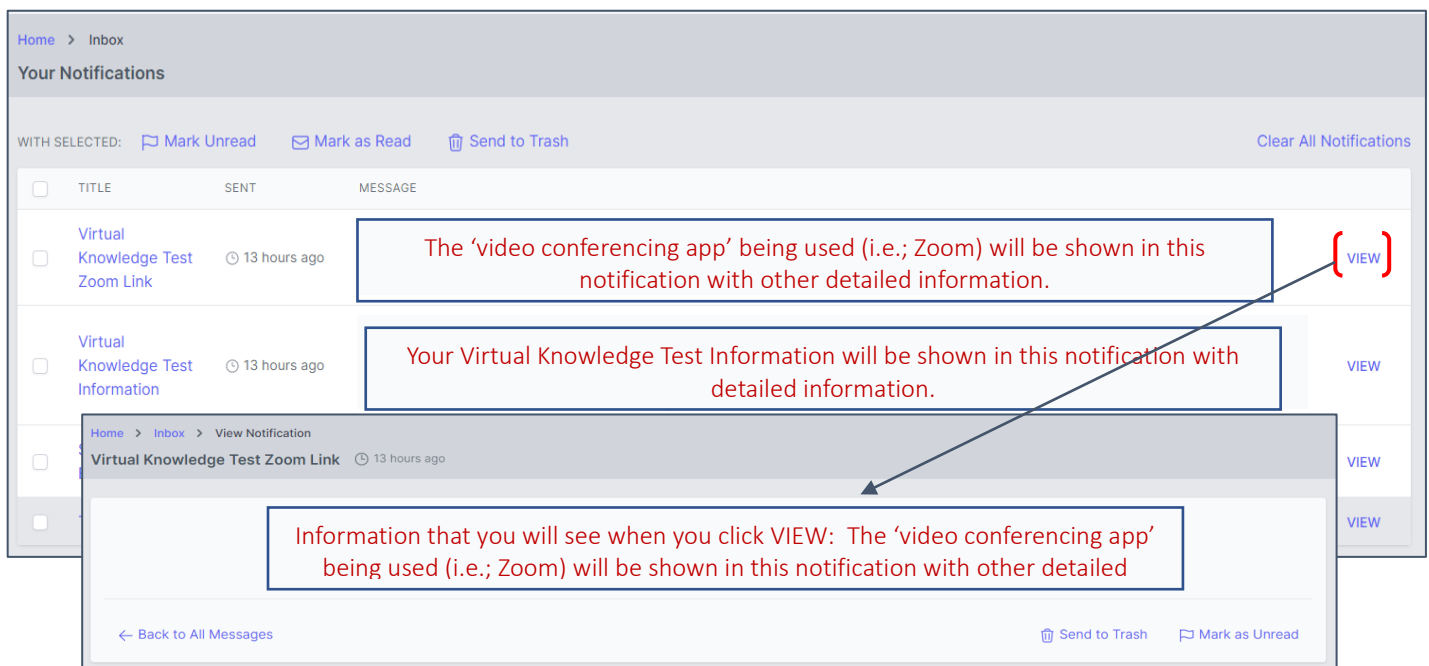 Home > Inbox
Your Notifications
WITH SELECTED: Mark Unread Mark as Read Send to Trash Clear All Notifications
TITLE SENT MESSAGE
Virtual
Knowledge Test
Zoom Link
13 hours ago
The ‘video conferencing app’ being used (i.e.; Zoom) will be shown in this
notification with other detailed information.
VIEW
Virtual
Knowledge Test
Information
13 hours ago
Your Virtual Knowledge Test Information will be shown in this notification with
detailed information.
VIEW
VIEW
VIEW
Home > Inbox > View Notification
Virtual Knowledge Test Zoom Link 13 hours ago
Information that you will see when you click VIEW: The ‘video conferencing app’
being used (i.e.; Zoom) will be shown in this notification with other detailed
← Back to All Messages Send to Trash Mark as Unread